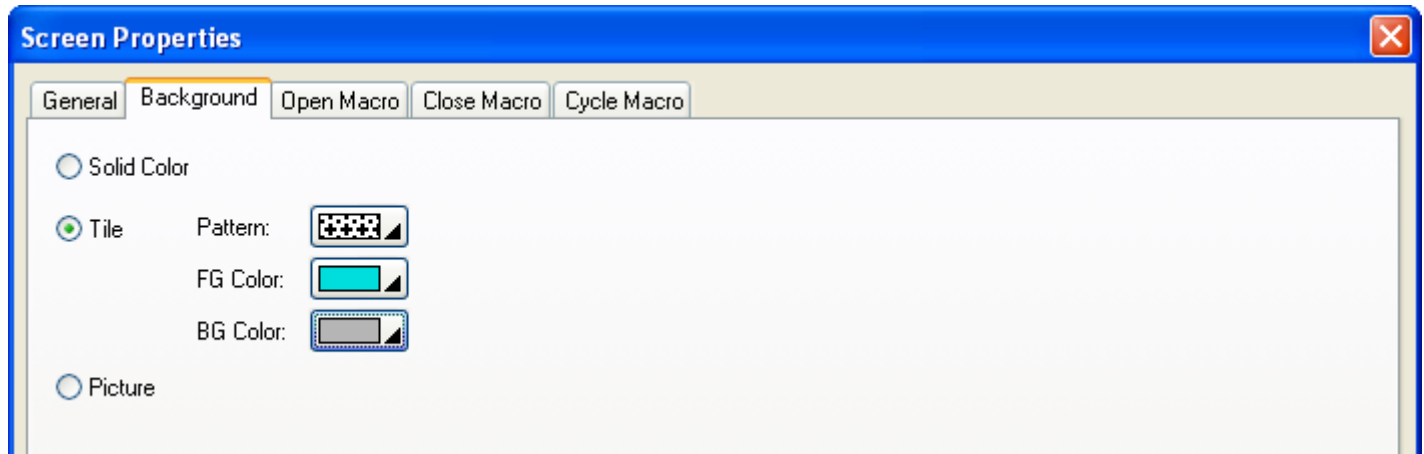 Screen Properties
General Background Open Macro Close Macro Cycle Macro
Solid Color
Tile Pattern:
FG Color:
BG Color:
Picture